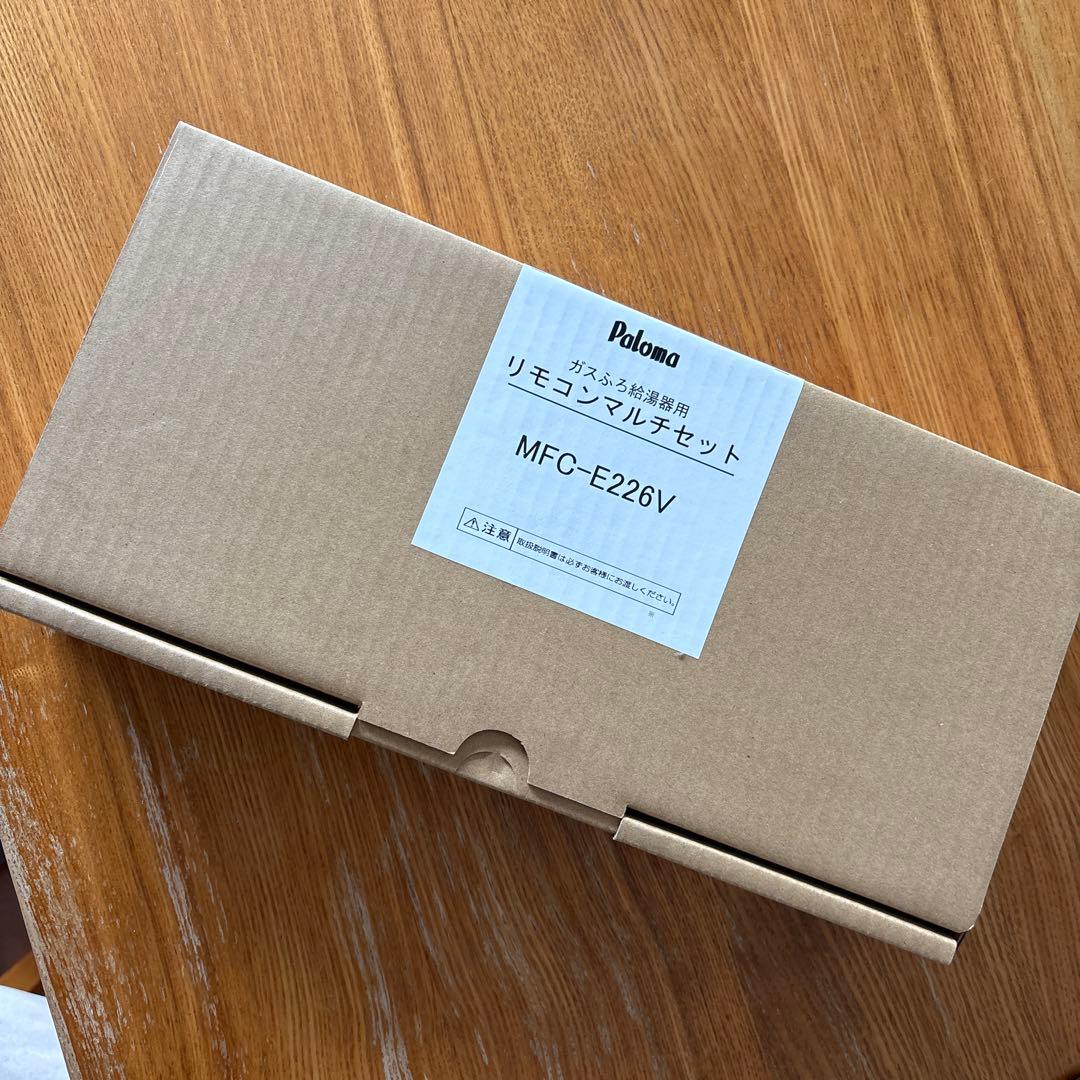 Paloma
ガスふろ給湯器用
リモコンマルチセット
MFC-E226V
⚠注意 取扱説明書は必ずお客様にお渡しください。